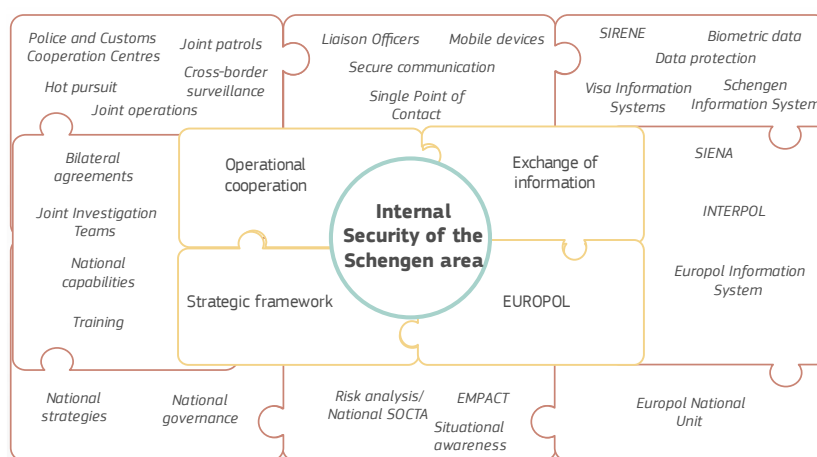 Police and Customs
Cooperation Centres
Joint patrols
Hot pursuit
Cross-border
surveillance
Joint operations
Liaison Officers
Mobile devices
Secure communication
Single Point of
Contact
SIRENE
Biometric data
Data protection
Visa Information
Systems
Schengen
Information System
Bilateral
agreements
Joint Investigation
Teams
National
capabilities
Training
Operational
cooperation
Exchange of
information
Internal
Security of the
Schengen area
Strategic framework
EUROPOL
SIENA
INTERPOL
Europol Information
System
National
strategies
National
governance
Risk analysis/
National SOCTA
EMPACT
Situational
awareness
Europol National
Unit